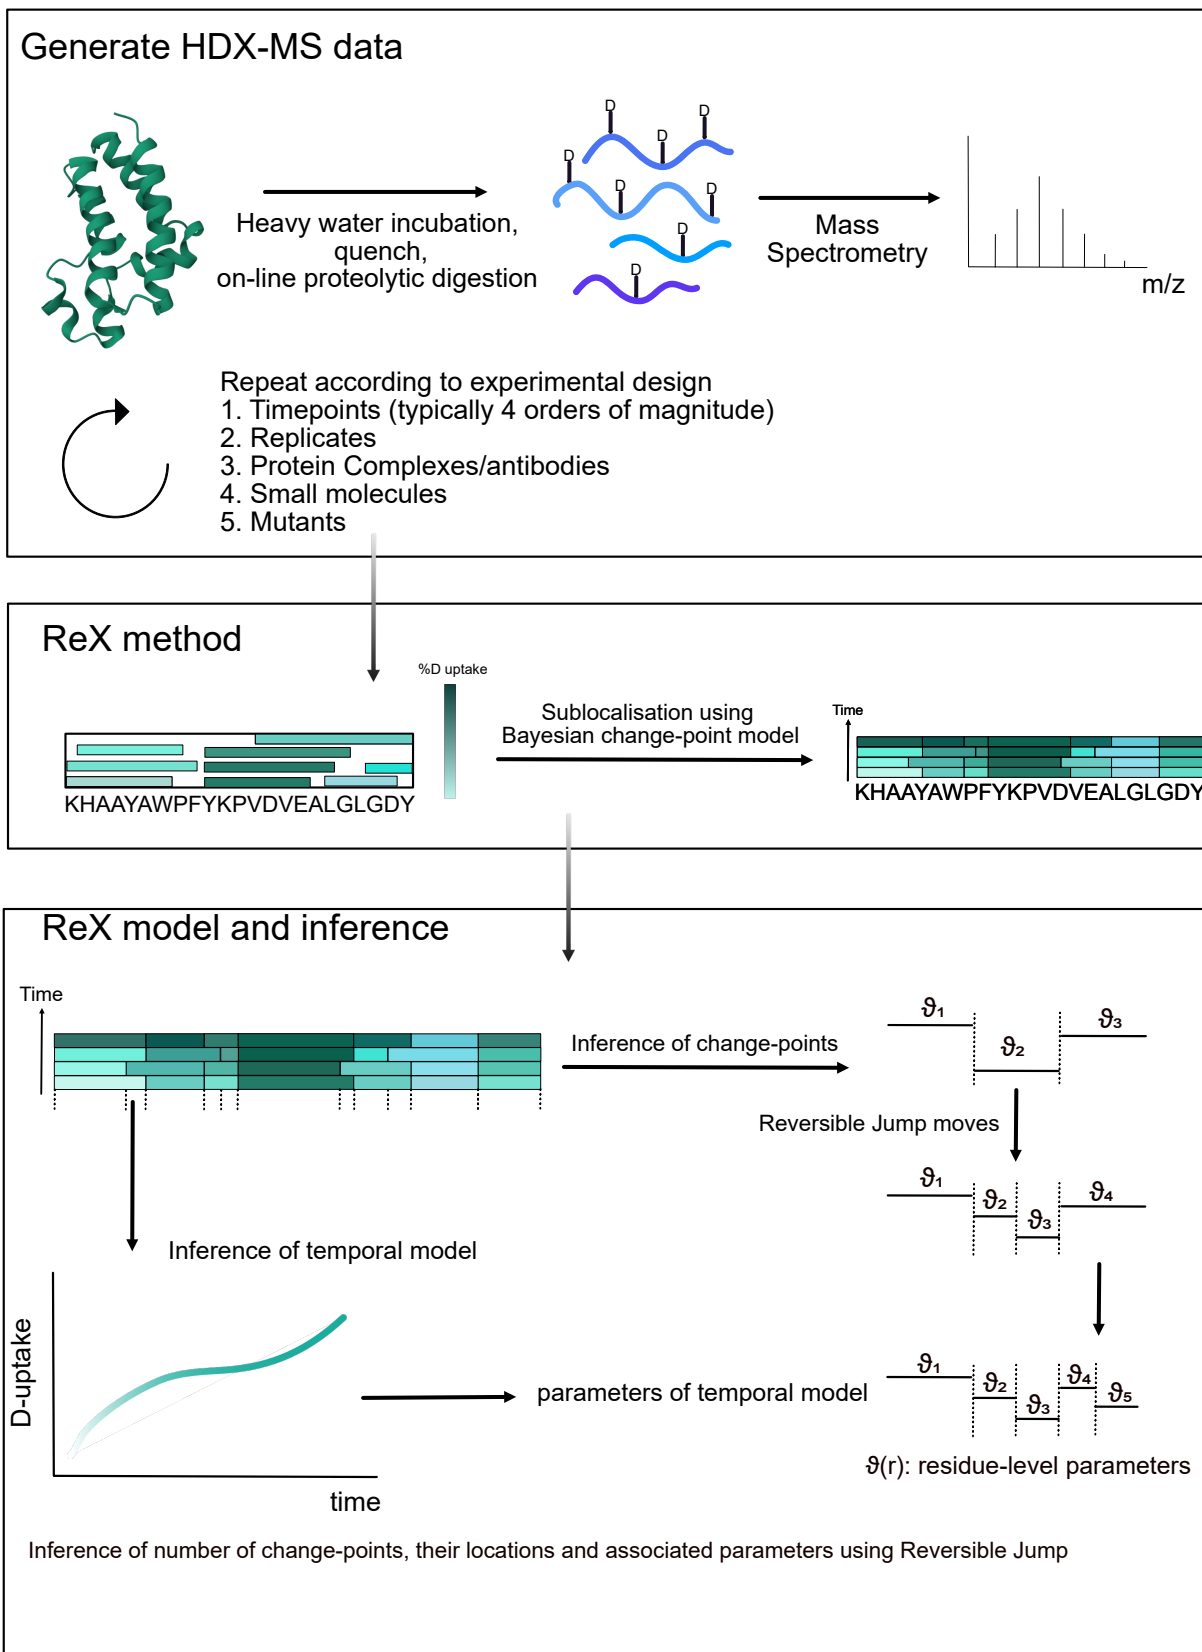 Generate HDX-MS data
D
D
D
D
D
D
D
D
Heavy water incubation,
quench,
on-line proteolytic digestion
Mass
Spectrometry
m/z
Repeat according to experimental design
1. Timepoints (typically 4 orders of magnitude)
2. Replicates
3. Protein Complexes/antibodies
4. Small molecules
5. Mutants
ReX method
%D uptake
Sublocalisation using
Bayesian change-point model
Time
KHAAYAWPFYKPVDVEALGLGDY
KHAAYAWPFYKPVDVEALGLGDY
ReX model and inference
Time
Inference of change-points
ϑ₁
ϑ₂
ϑ₃
Reversible Jump moves
ϑ₁
ϑ₂
ϑ₃
ϑ₄
Inference of temporal model
D-uptake
time
parameters of temporal model
ϑ₁
ϑ₂
ϑ₃
ϑ₄
ϑ₅
ϑ(r): residue-level parameters
Inference of number of change-points, their locations and associated parameters using Reversible Jump